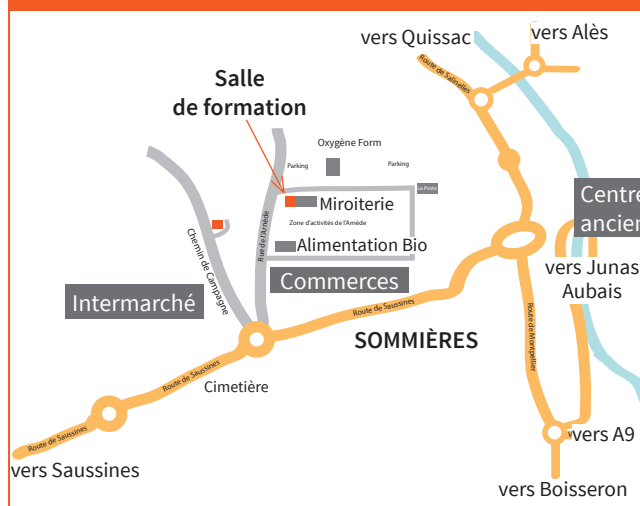 vers Quissac
vers Alès
Route de Salinelles
Salle
de formation
Oxygène Form
Parking
Parking
La Poste
Miroiterie
Zone d'activités de l'Arnède
Alimentation Bio
Rue de l'Arnède
Chemin de Campagne
Centre
ancien
vers Junas
Aubais
Intermarché
Commerces
Route de Saussines
SOMMIÈRES
Route de Montpellier
Route de Saussines
Cimetière
Route de Saussines
vers Saussines
vers A9
vers Boisseron